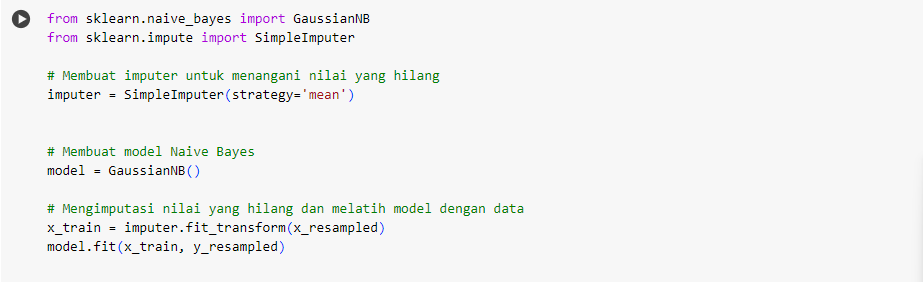 from sklearn.naive_bayes import GaussianNB
from sklearn.impute import SimpleImputer
# Membuat imputer untuk menangani nilai yang hilang
imputer = SimpleImputer(strategy='mean')
# Membuat model Naive Bayes
model = GaussianNB()
# Mengimputasi nilai yang hilang dan melatih model dengan data
x_train = imputer.fit_transform(x_resampled)
model.fit(x_train, y_resampled)